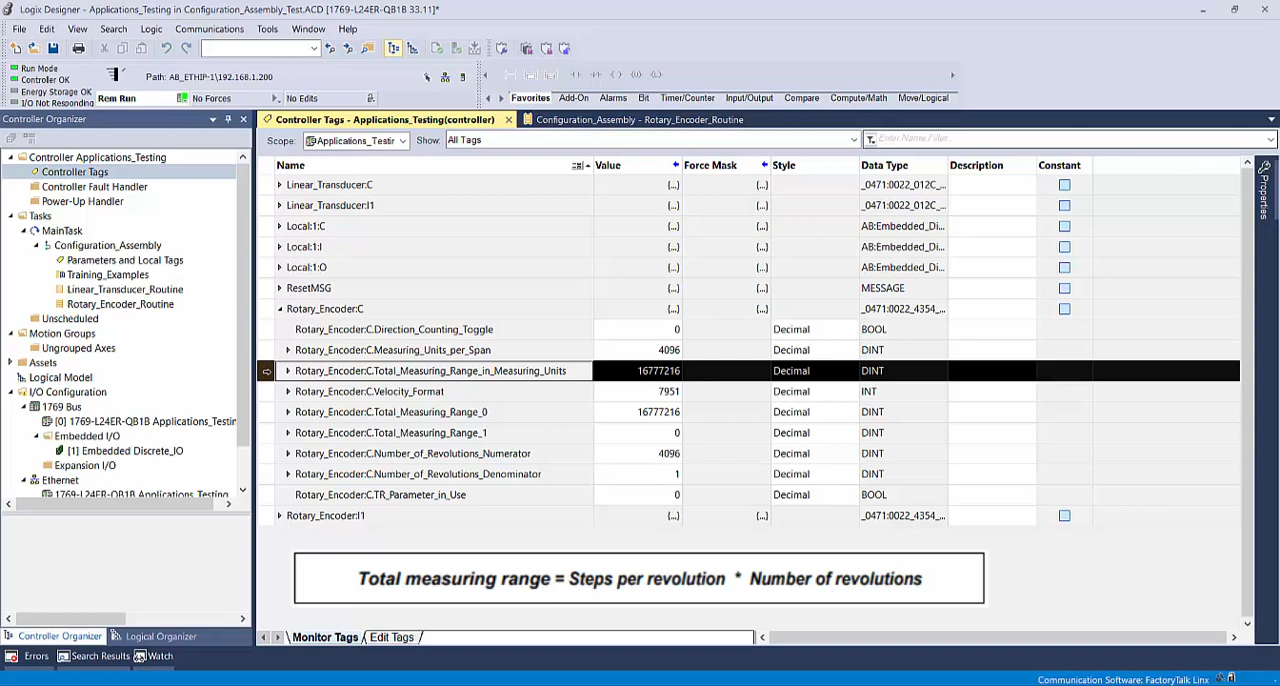 Logix Designer - Applications_Testing in Configuration_Assembly_Test.ACD [1769-L24ER-QB1B 33.11]*
File Edit View Search Logic Communications Tools Window Help
Run Mode
Controller OK
Energy Storage OK
I/O Not Responding
Path: AB_ETHIP-1\192.168.1.200
Rem Run No Forces No Edits
Favorites Add-On Alarms Bit Timer/Counter Input/Output Compare Compute/Math Move/Logical
Controller Organizer
Controller Applications_Testing
Controller Tags
Controller Fault Handler
Power-Up Handler
Tasks
MainTask
Configuration_Assembly
Parameters and Local Tags
Training_Examples
Linear_Transducer_Routine
Rotary_Encoder_Routine
Unscheduled
Motion Groups
Ungrouped Axes
Assets
Logical Model
I/O Configuration
1769 Bus
[0] 1769-L24ER-QB1B Applications_Testin
Embedded I/O
[1] Embedded Discrete_IO
Expansion I/O
Ethernet
1769-L24ER-QB1B Applications_Testing
Controller Organizer Logical Organizer
Controller Tags - Applications_Testing(controller) Configuration_Assembly - Rotary_Encoder_Routine
Scope: Applications_Testin Show: All Tags Enter Name Filter...
Name Value Force Mask Style Data Type Description Constant
Linear_Transducer:C {...} {...} _0471:0022_012C_...
Linear_Transducer:I1 {...} {...} _0471:0022_012C_...
Local:1:C {...} {...} AB:Embedded_Di...
Local:1:I {...} {...} AB:Embedded_Di...
Local:1:O {...} {...} AB:Embedded_Di...
ResetMSG {...} {...} MESSAGE
Rotary_Encoder:C {...} {...} _0471:0022_4354_...
Rotary_Encoder:C.Direction_Counting_Toggle 0 Decimal BOOL
Rotary_Encoder:C.Measuring_Units_per_Span 4096 Decimal DINT
Rotary_Encoder:C.Total_Measuring_Range_in_Measuring_Units 16777216 Decimal DINT
Rotary_Encoder:C.Velocity_Format 7951 Decimal INT
Rotary_Encoder:C.Total_Measuring_Range_0 16777216 Decimal DINT
Rotary_Encoder:C.Total_Measuring_Range_1 0 Decimal DINT
Rotary_Encoder:C.Number_of_Revolutions_Numerator 4096 Decimal DINT
Rotary_Encoder:C.Number_of_Revolutions_Denominator 1 Decimal DINT
Rotary_Encoder:C.TR_Parameter_in_Use 0 Decimal BOOL
Rotary_Encoder:I1 {...} {...} _0471:0022_4354_...
Total measuring range = Steps per revolution * Number of revolutions
Monitor Tags Edit Tags
Properties
Errors Search Results Watch
Communication Software: FactoryTalk Linx